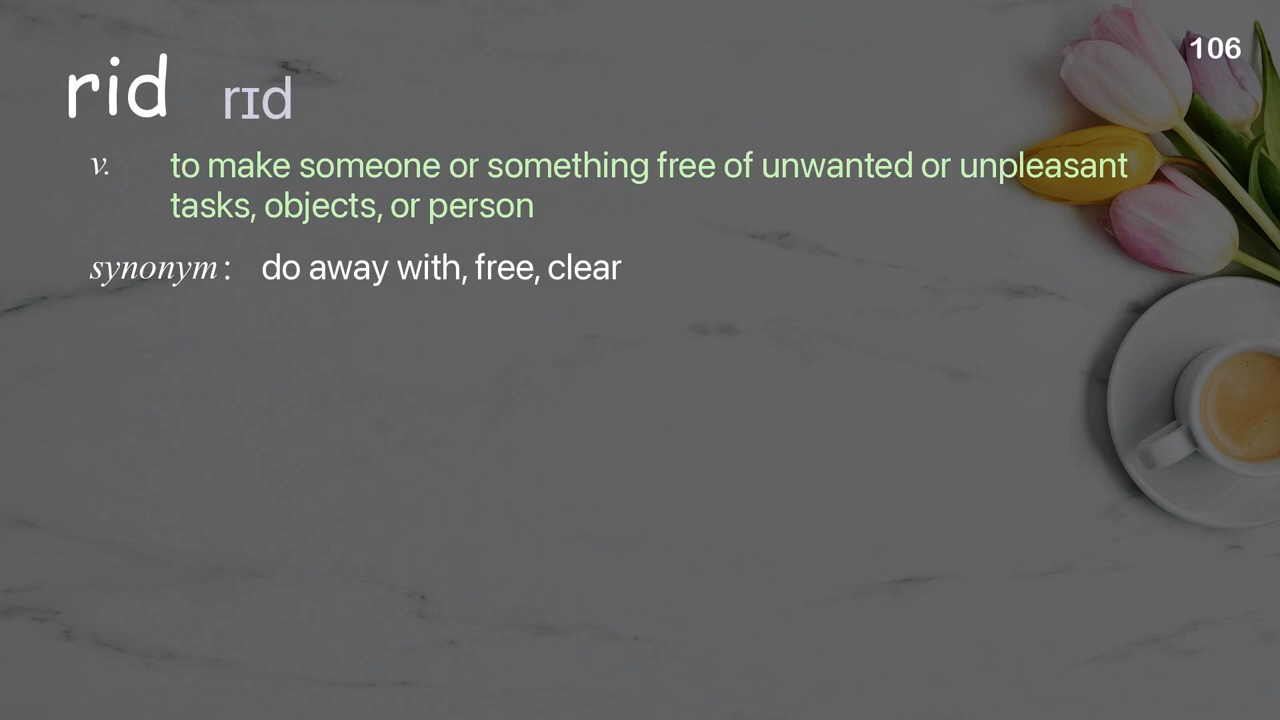 106
rid rɪd
v. to make someone or something free of unwanted or unpleasant
tasks, objects, or person
synonym: do away with, free, clear